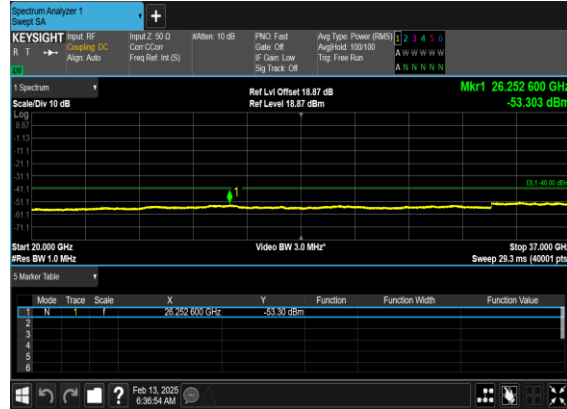 Spectrum Analyzer 1
Swept SA
+
KEYSIGHT Input: RF Input Z: 50 Ω #Atten: 10 dB PNO: Fast Avg Type: Power (RMS) 1 2 3 4 5 6
R T Coupling: DC Corr CCorr Gate: Off Avg|Hold: 100/100 A W W W W W
Align: Auto Freq Ref: Int (S) IF Gain: Low Trig: Free Run
Sig Track: Off A N N N N N
1 Spectrum Ref Lvl Offset 18.87 dB Mkr1 26.252 600 GHz
Scale/Div 10 dB Ref Level 18.87 dBm -53.303 dBm
Log
8.87
-1.13
-11.1
-21.1
-31.1
DL1 -40.00 dBm
-41.1
1
-51.1
-61.1
-71.1
Start 20.000 GHz Video BW 3.0 MHz* Stop 37.000 GHz
#Res BW 1.0 MHz Sweep 29.3 ms (40001 pts)
5 Marker Table
Mode Trace Scale X Y Function Function Width Function Value
1 N 1 f 26.252 600 GHz -53.30 dBm
2
3
4
5
6
? Feb 13, 2025
6:36:54 AM